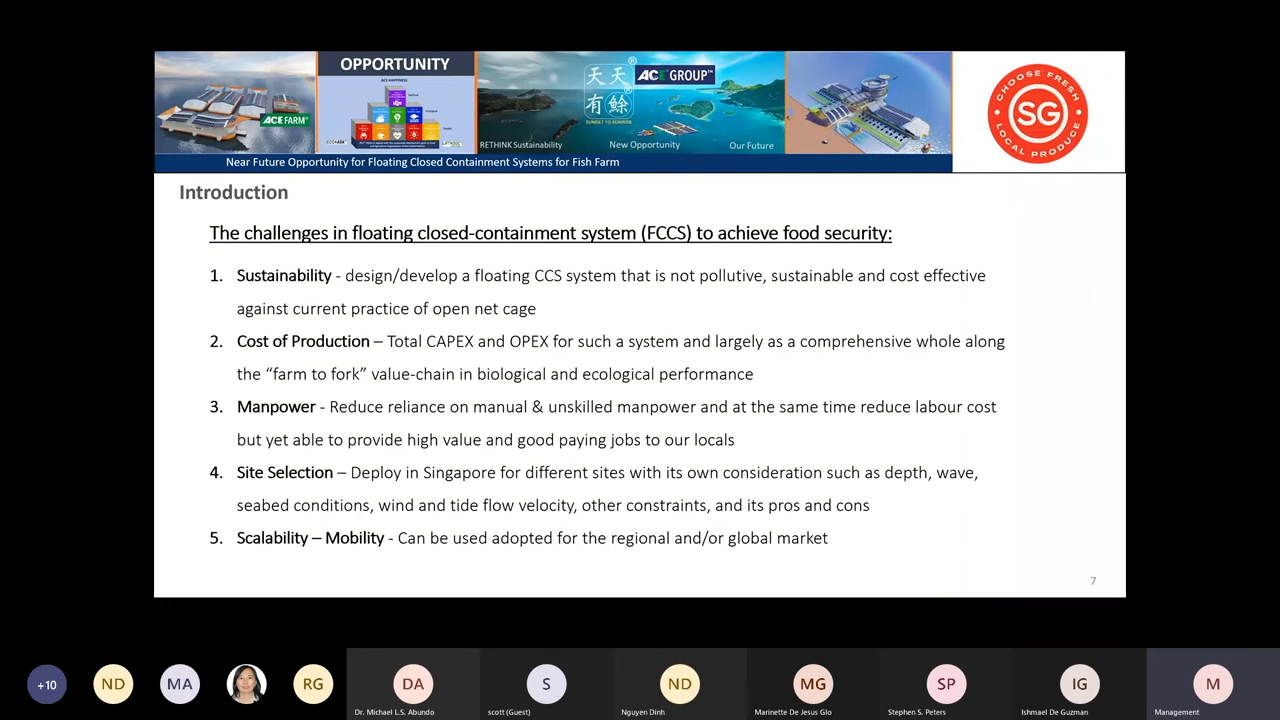 OPPORTUNITY
ACE HAPPINESS
ACE FARM
天天
有餘
SUNSET TO SUNRISE
ACE GROUP™
RETHINK Sustainability
New Opportunity
Our Future
CHOOSE FRESH
SG
LOCAL PRODUCE
Near Future Opportunity for Floating Closed Containment Systems for Fish Farm
Introduction
The challenges in floating closed-containment system (FCCS) to achieve food security:
1. Sustainability - design/develop a floating CCS system that is not pollutive, sustainable and cost effective
against current practice of open net cage
2. Cost of Production – Total CAPEX and OPEX for such a system and largely as a comprehensive whole along
the “farm to fork” value-chain in biological and ecological performance
3. Manpower - Reduce reliance on manual & unskilled manpower and at the same time reduce labour cost
but yet able to provide high value and good paying jobs to our locals
4. Site Selection – Deploy in Singapore for different sites with its own consideration such as depth, wave,
seabed conditions, wind and tide flow velocity, other constraints, and its pros and cons
5. Scalability – Mobility - Can be used adopted for the regional and/or global market
7
+10
ND
MA
RG
DA
Dr. Michael L.S. Abundo
S
scott (Guest)
ND
Nguyen Dinh
MG
Marinette De Jesus Glo
SP
Stephen S. Peters
IG
Ishmael De Guzman
M
Management